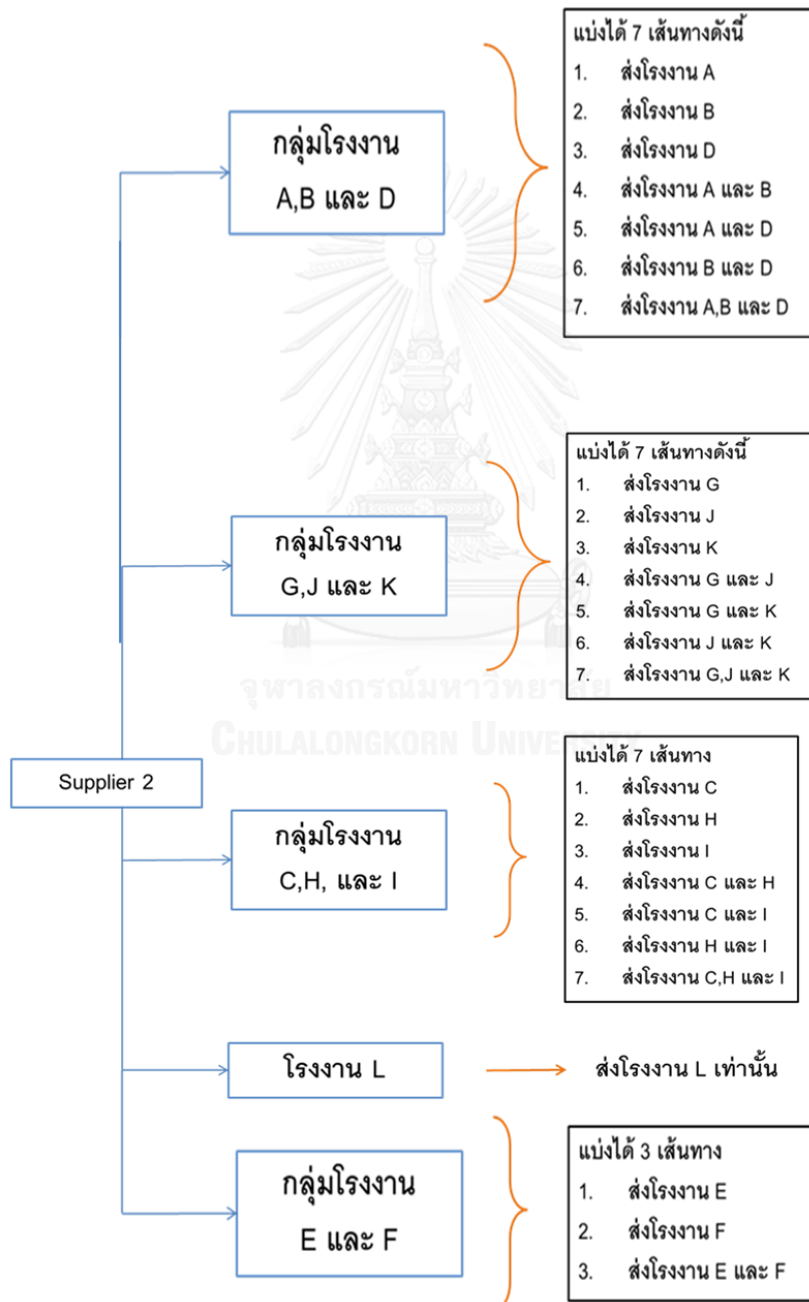 แบ่งได้ 7 เส้นทางดังนี้
1. ส่งโรงงาน A
2. ส่งโรงงาน B
3. ส่งโรงงาน D
4. ส่งโรงงาน A และ B
5. ส่งโรงงาน A และ D
6. ส่งโรงงาน B และ D
7. ส่งโรงงาน A,B และ D
กลุ่มโรงงาน
A,B และ D
แบ่งได้ 7 เส้นทางดังนี้
1. ส่งโรงงาน G
2. ส่งโรงงาน J
3. ส่งโรงงาน K
4. ส่งโรงงาน G และ J
5. ส่งโรงงาน G และ K
6. ส่งโรงงาน J และ K
7. ส่งโรงงาน G,J และ K
กลุ่มโรงงาน
G,J และ K
จุฬาลงกรณ์มหาวิทยาลัย
CHULALONGKORN UNIVERSITY
Supplier 2
แบ่งได้ 7 เส้นทาง
1. ส่งโรงงาน C
2. ส่งโรงงาน H
3. ส่งโรงงาน I
4. ส่งโรงงาน C และ H
5. ส่งโรงงาน C และ I
6. ส่งโรงงาน H และ I
7. ส่งโรงงาน C,H และ I
กลุ่มโรงงาน
C,H, และ I
โรงงาน L
ส่งโรงงาน L เท่านั้น
กลุ่มโรงงาน
E และ F
แบ่งได้ 3 เส้นทาง
1. ส่งโรงงาน E
2. ส่งโรงงาน F
3. ส่งโรงงาน E และ F